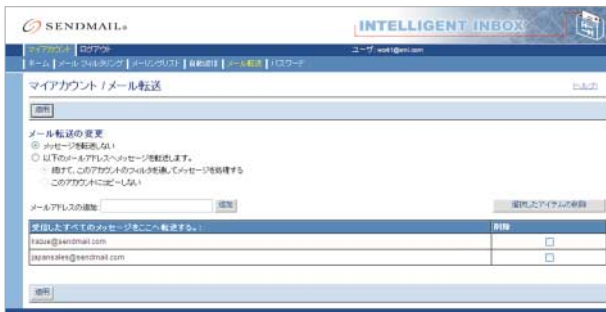 SENDMAIL®
INTELLIGENT INBOX
マイアカウント | ログアウト
ユーザ:
ホーム | メール フィルタリング | メーリングリスト | 自動返信 | メール転送 | パスワード
マイアカウント / メール転送
ヘルプ
適用
メール転送の変更
メッセージを転送しない
以下のメールアドレスへメッセージを転送します。
続けて、このアカウントのフィルタを通してメッセージを処理する
このアカウントにコピーしない
メールアドレスの追加:
追加
選択したアイテムの削除
受信したすべてのメッセージをここへ転送する。:
削除
kazue@sendmail.com
japansales@sendmail.com
適用